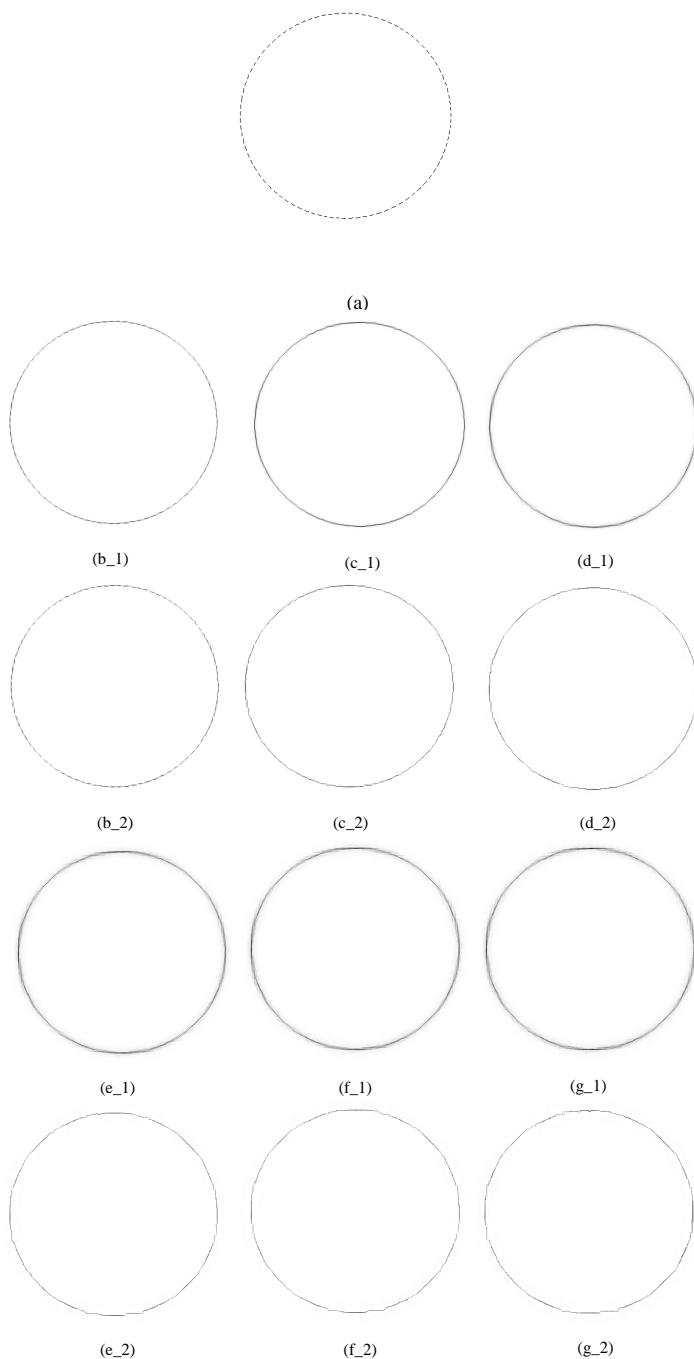 (a)
(b_1)
(c_1)
(d_1)
(b_2)
(c_2)
(d_2)
(e_1)
(f_1)
(g_1)
(e_2)
(f_2)
(g_2)